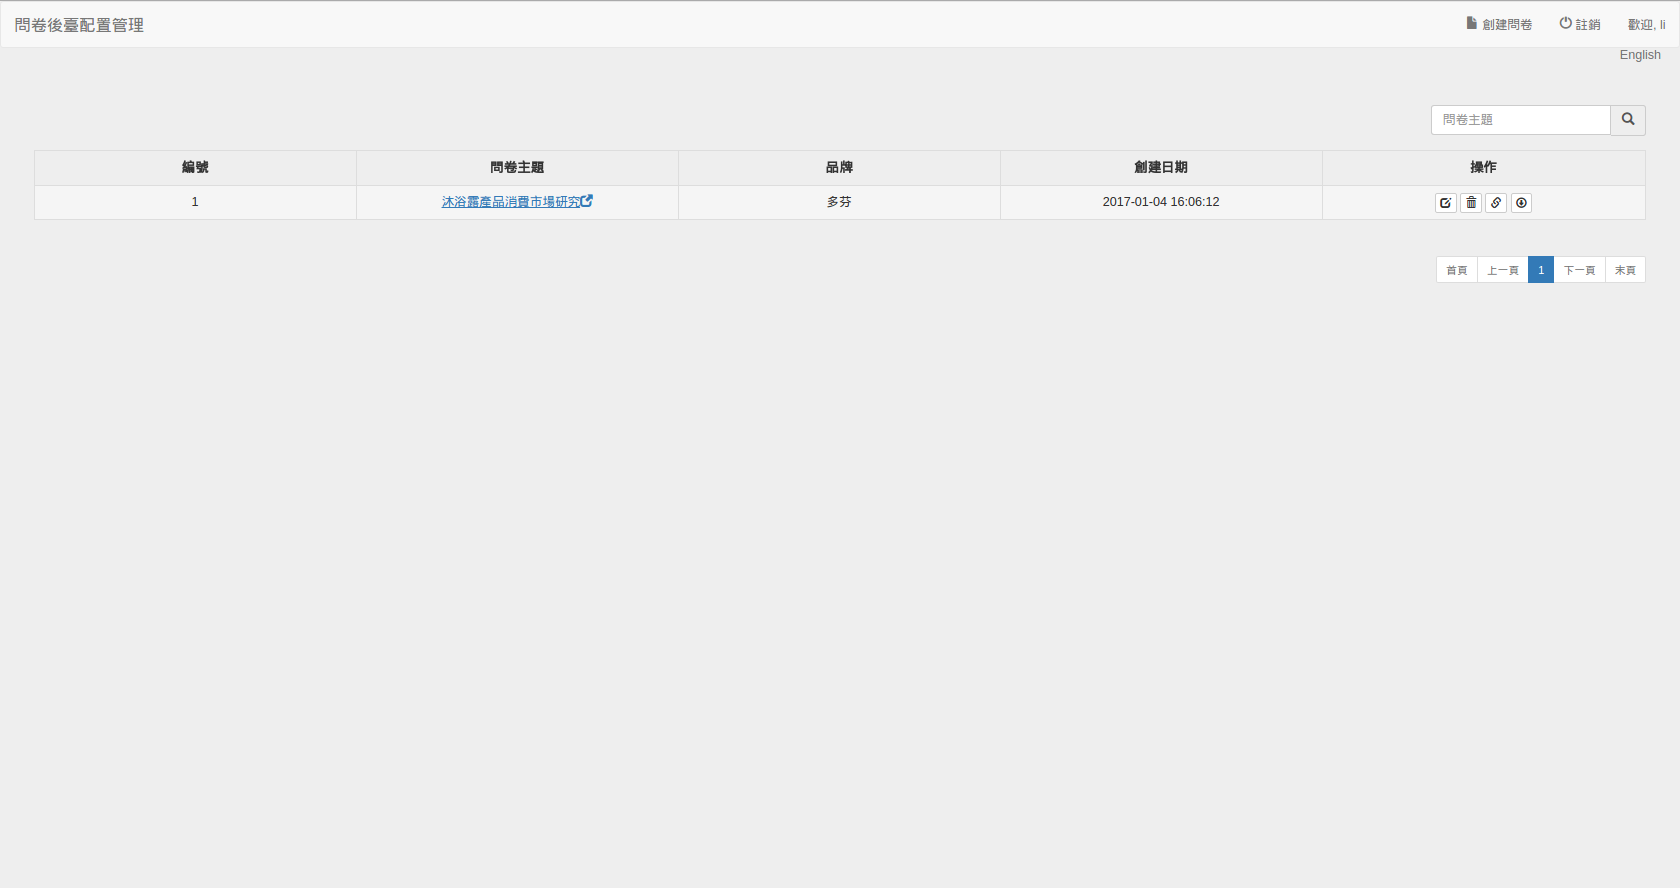 問卷後臺配置管理
創建問卷 註銷 歡迎, li
English
問卷主題
編號 問卷主題 品牌 創建日期 操作
1 沐浴露產品消費市場研究 多芬 2017-01-04 16:06:12
首頁 上一頁 1 下一頁 末頁